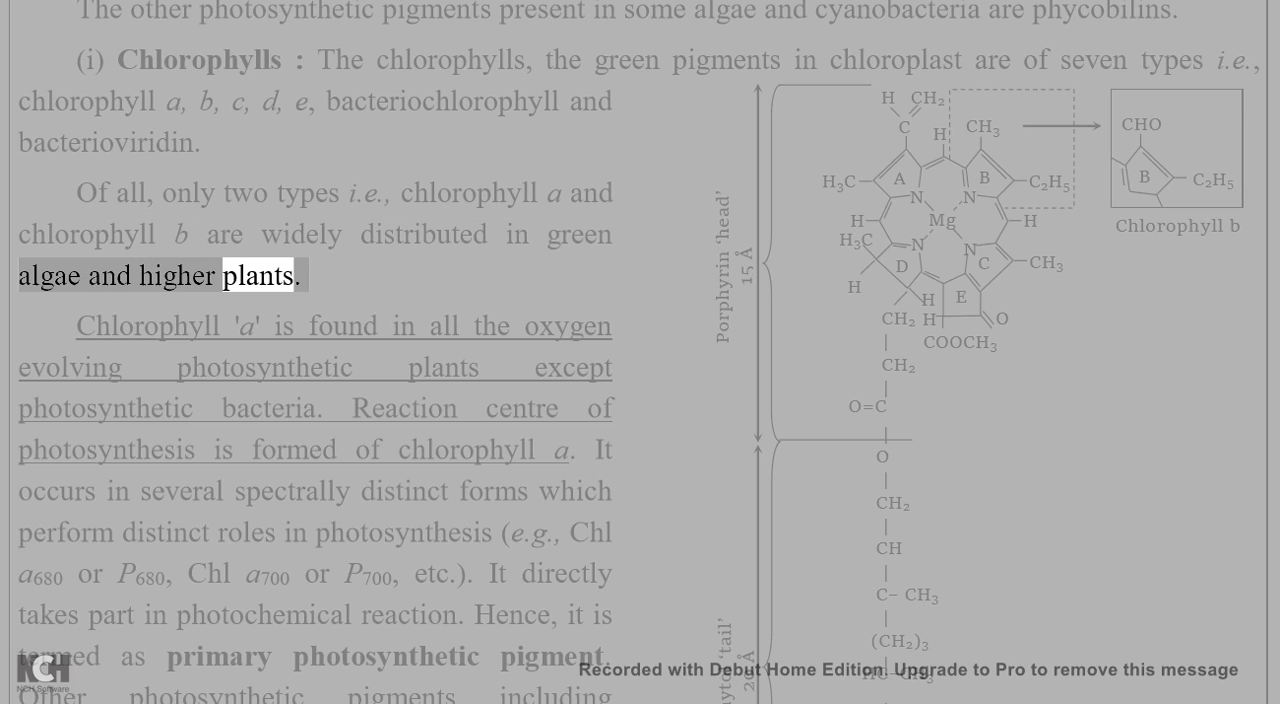 The other photosynthetic pigments present in some algae and cyanobacteria are phycobilins.
(i) Chlorophylls : The chlorophylls, the green pigments in chloroplast are of seven types i.e.,
chlorophyll a, b, c, d, e, bacteriochlorophyll and
bacterioviridin.
Of all, only two types i.e., chlorophyll a and
chlorophyll b are widely distributed in green
algae and higher plants.
Chlorophyll 'a' is found in all the oxygen
evolving photosynthetic plants except
photosynthetic bacteria. Reaction centre of
photosynthesis is formed of chlorophyll a. It
occurs in several spectrally distinct forms which
perform distinct roles in photosynthesis (e.g., Chl
a680 or P680, Chl a700 or P700, etc.). It directly
takes part in photochemical reaction. Hence, it is
termed as primary photosynthetic pigment.
Other photosynthetic pigments including
Porphyrin 'head'
15 Å
'tail'
20 Å
H CH2
C
H CH3
H3C A B C2H5
N N
H Mg H
H3C N N
D C CH3
H H E
CH2 H O
COOCH3
CH2
O=C
O
CH2
CH
C– CH3
(CH2)3
HC– CH3
CHO
B C2H5
Chlorophyll b
NCH
NCH Software
Recorded with Debut Home Edition. Upgrade to Pro to remove this message